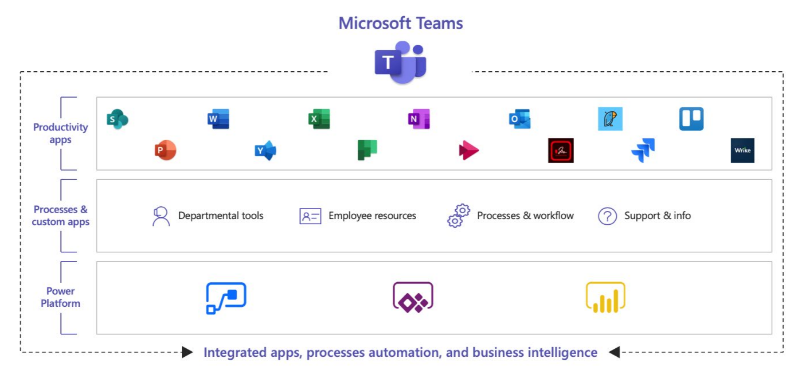 Microsoft Teams
T
Productivity
apps
S
W
X
N
O
P
Y
Wrike
Processes &
custom apps
Departmental tools
Employee resources
Processes & workflow
? Support & info
Power
Platform
Integrated apps, processes automation, and business intelligence